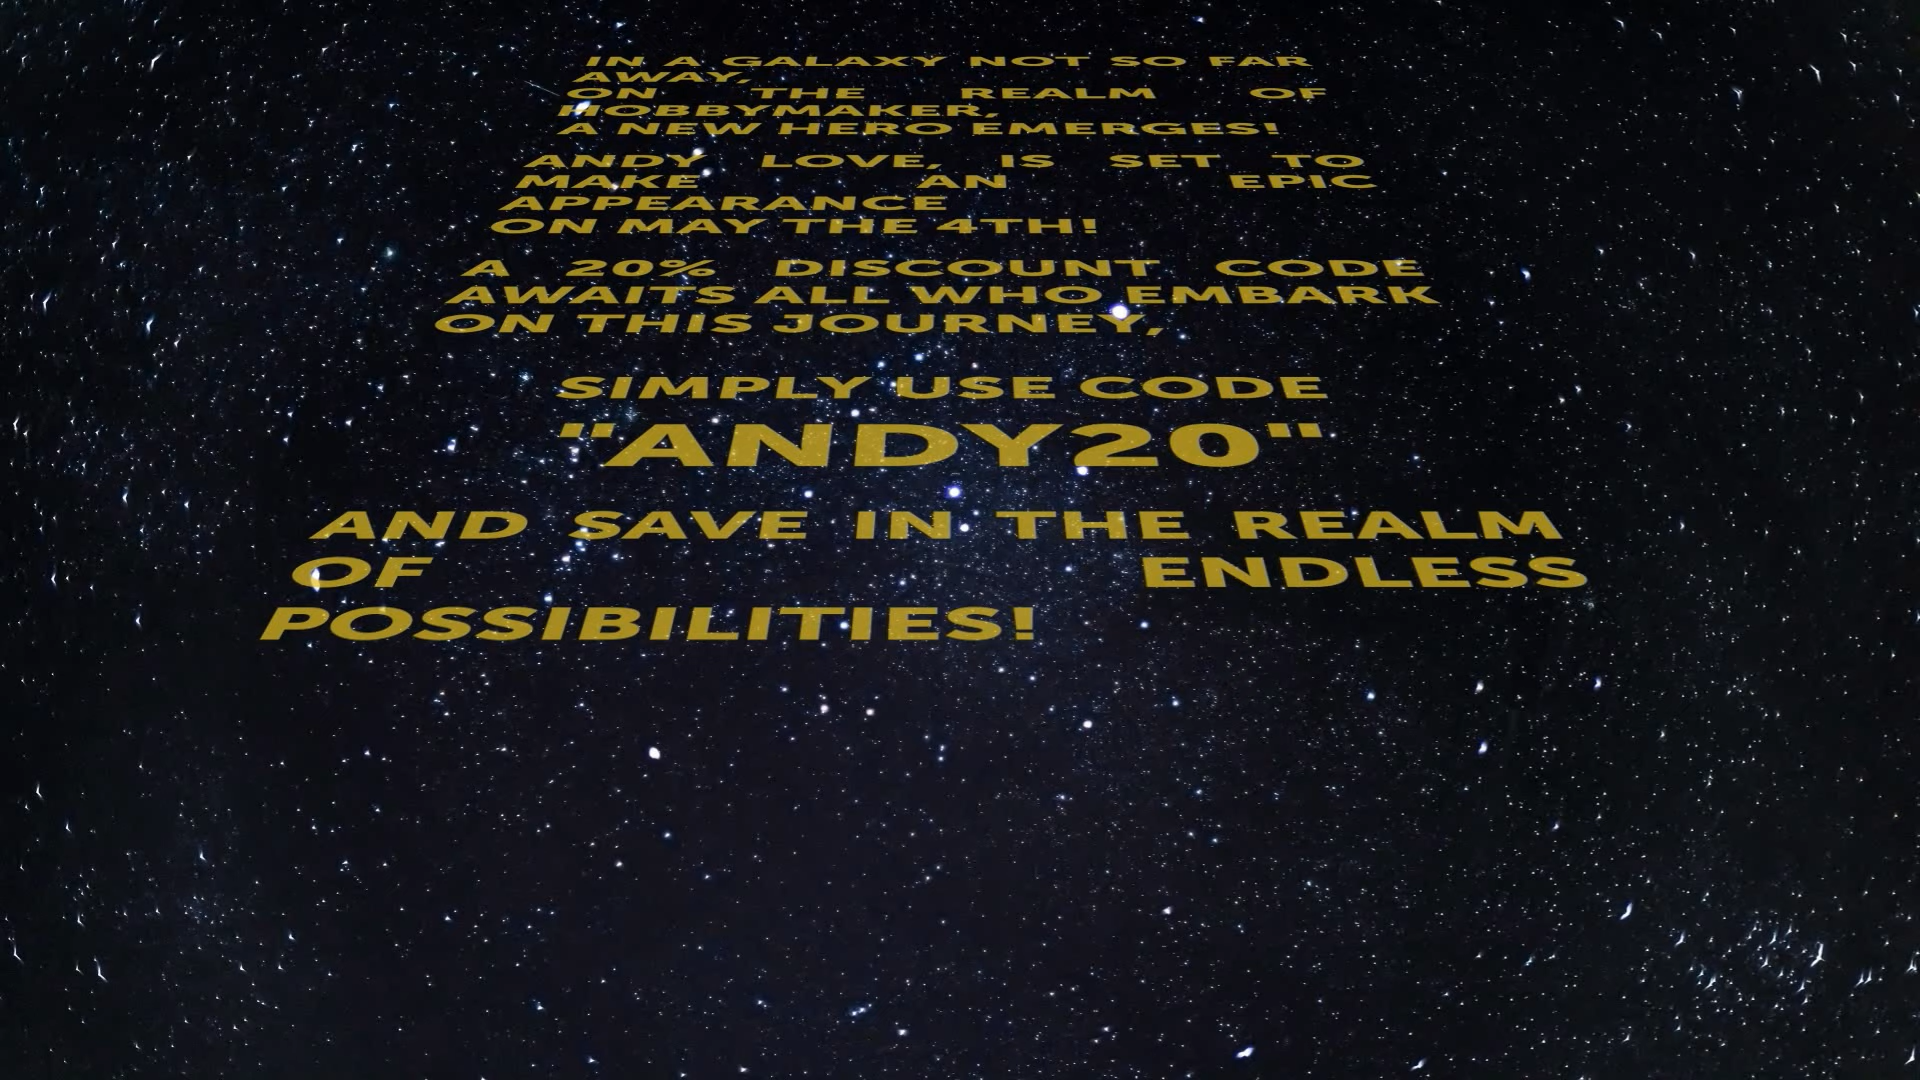 IN A GALAXY NOT SO FAR
AWAY,
ON THE REALM OF
HOBBYMAKER,
A NEW HERO EMERGES!
ANDY LOVE, IS SET TO
MAKE AN EPIC
APPEARANCE
ON MAY THE 4TH!
A 20% DISCOUNT CODE
AWAITS ALL WHO EMBARK
ON THIS JOURNEY,
SIMPLY USE CODE
"ANDY20"
AND SAVE IN THE REALM
OF ENDLESS
POSSIBILITIES!